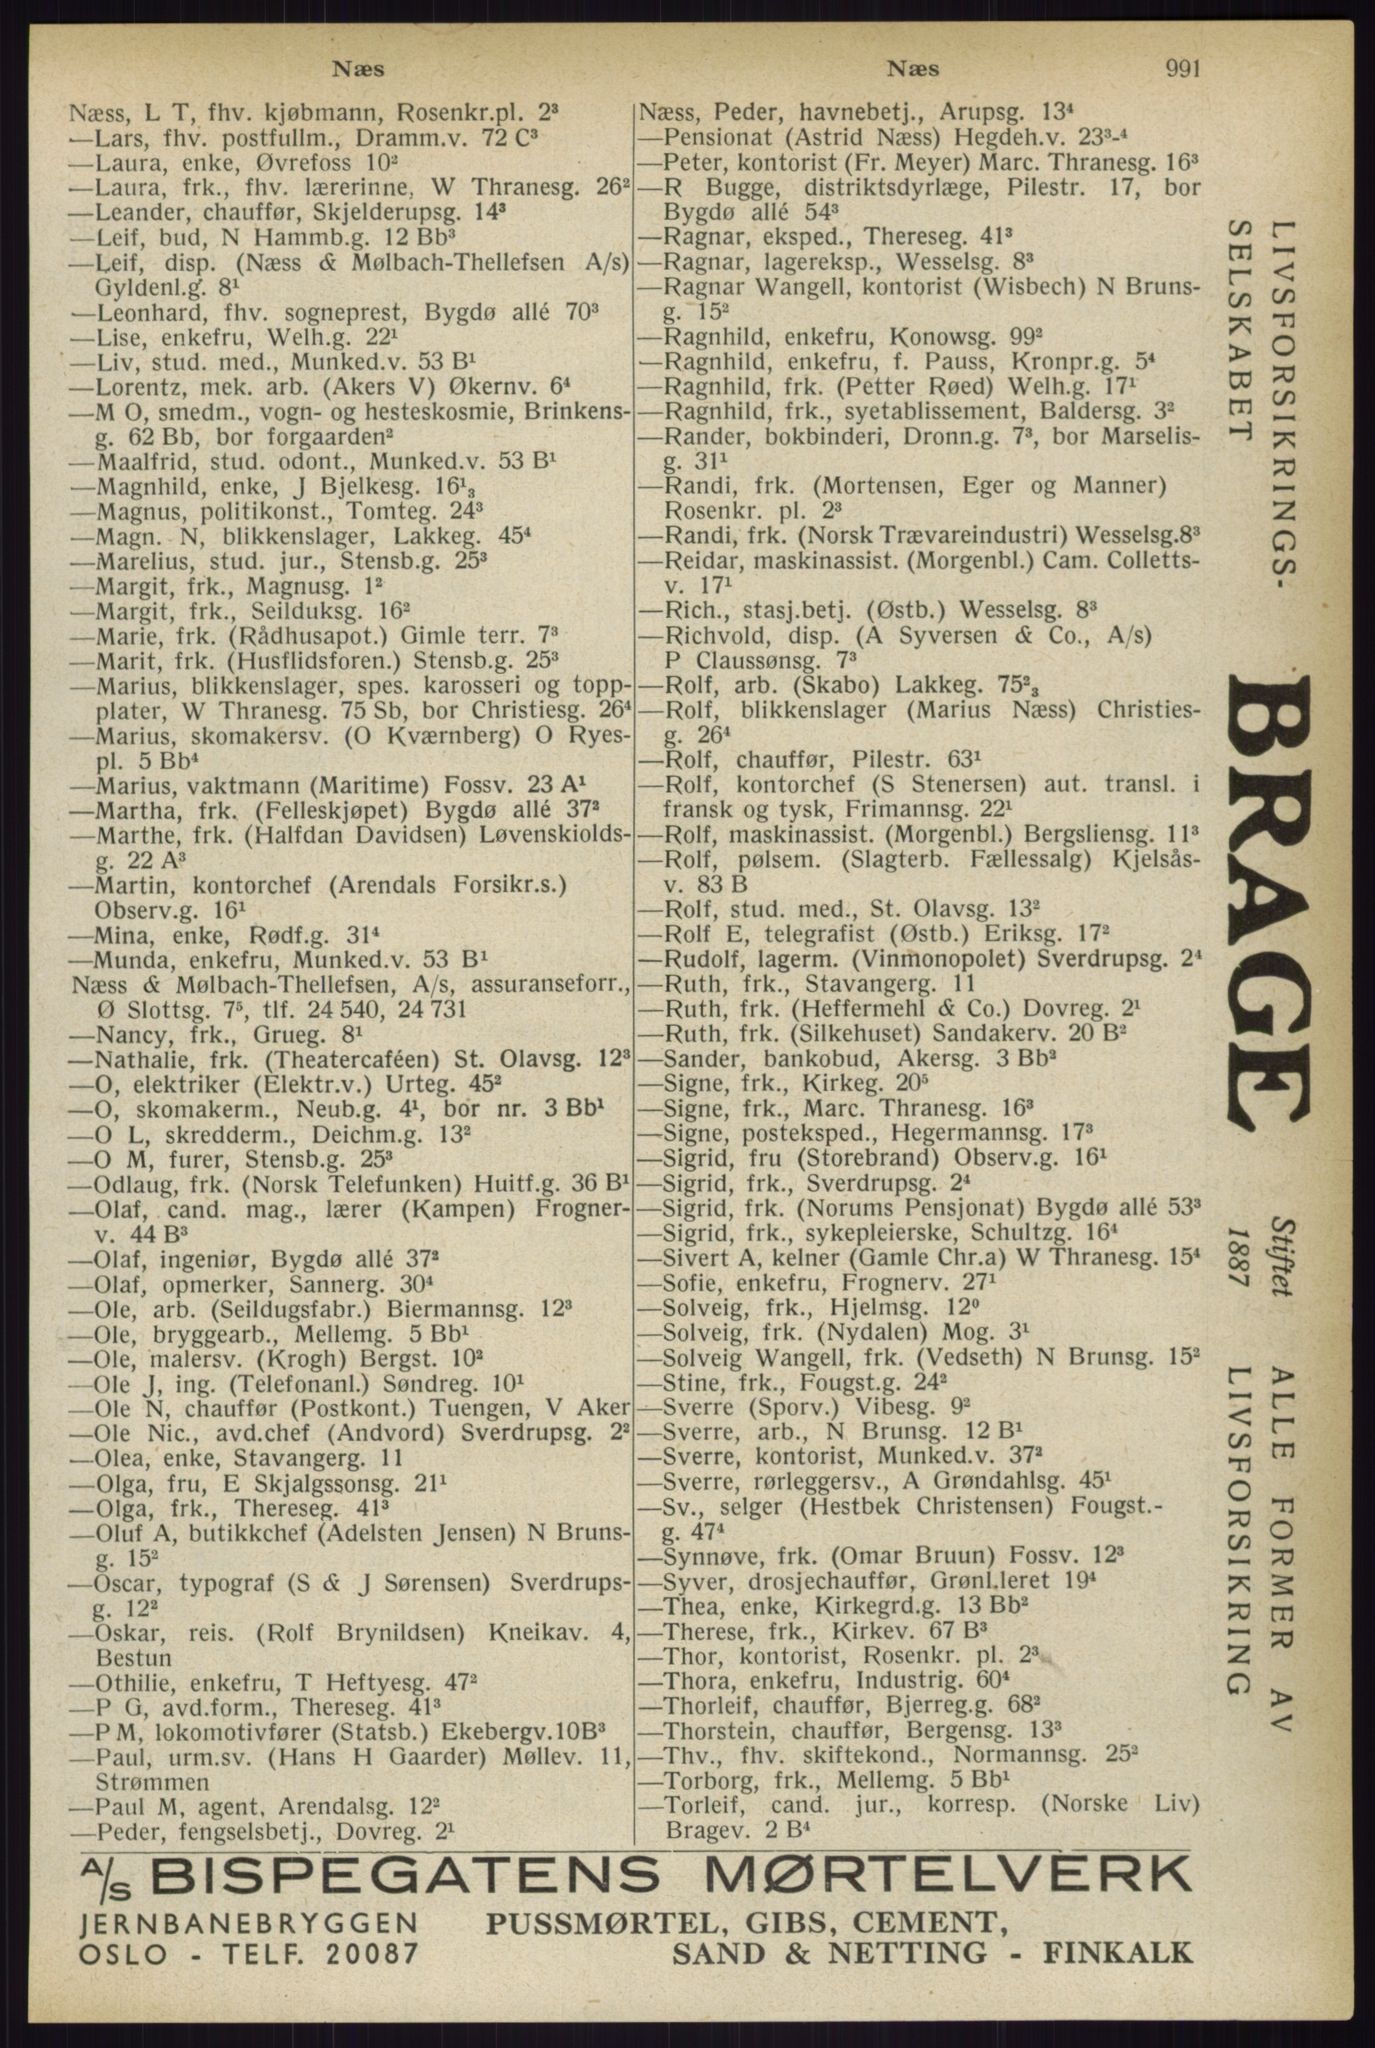 Næs
Næs
991
Næss, L T, fhv. kjøbmann, Rosenkr.pl. 2³
—Lars, fhv. postfullm., Dramm.v. 72 C³
—Laura, enke, Øvrefoss 10²
—Laura, frk., fhv. lærerinne, W Thranesg. 26²
—Leander, chauffør, Skjelderupsg. 14³
—Leif, bud, N Hammb.g. 12 Bb³
—Leif, disp. (Næss & Mølbach-Thellefsen A/s)
Gyldenl.g. 8¹
—Leonhard, fhv. sogneprest, Bygdø allé 70³
—Lise, enkefru, Welh.g. 22¹
—Liv, stud. med., Munked.v. 53 B¹
—Lorentz, mek. arb. (Akers V) Økernv. 6⁴
—M O, smedm., vogn- og hesteskosmie, Brinkens-
g. 62 Bb, bor forgaarden²
—Maalfrid, stud. odont., Munked.v. 53 B¹
—Magnhild, enke, J Bjelkesg. 16¹₃
—Magnus, politikonst., Tomteg. 24³
—Magn. N, blikkenslager, Lakkeg. 45⁴
—Marelius, stud. jur., Stensb.g. 25³
—Margit, frk., Magnusg. 1²
—Margit, frk., Seilduksg. 16²
—Marie, frk. (Rådhusapot.) Gimle terr. 7³
—Marit, frk. (Husflidsforen.) Stensb.g. 25³
—Marius, blikkenslager, spes. karosseri og topp-
plater, W Thranesg. 75 Sb, bor Christiesg. 26⁴
—Marius, skomakersv. (O Kværnberg) O Ryes-
pl. 5 Bb⁴
—Marius, vaktmann (Maritime) Fossv. 23 A¹
—Martha, frk. (Felleskjøpet) Bygdø allé 37²
—Marthe, frk. (Halfdan Davidsen) Løvenskiolds-
g. 22 A³
—Martin, kontorchef (Arendals Forsikr.s.)
Observ.g. 16¹
—Mina, enke, Rødf.g. 31⁴
—Munda, enkefru, Munked.v. 53 B¹
Næss & Mølbach-Thellefsen, A/s, assuranseforr.,
Ø Slottsg. 7⁵, tlf. 24 540, 24 731
—Nancy, frk., Grueg. 8¹
—Nathalie, frk. (Theatercaféen) St. Olavsg. 12³
—O, elektriker (Elektr.v.) Urteg. 45²
—O, skomakerm., Neub.g. 4¹, bor nr. 3 Bb¹
—O L, skredderm., Deichm.g. 13²
—O M, furer, Stensb.g. 25³
—Odlaug, frk. (Norsk Telefunken) Huitf.g. 36 B¹
—Olaf, cand. mag., lærer (Kampen) Frogner-
v. 44 B³
—Olaf, ingeniør, Bygdø allé 37²
—Olaf, opmerker, Sannerg. 30⁴
—Ole, arb. (Seildugsfabr.) Biermannsg. 12³
—Ole, bryggearb., Mellemg. 5 Bb¹
—Ole, malersv. (Krogh) Bergst. 10²
—Ole J, ing. (Telefonanl.) Søndreg. 10¹
—Ole N, chauffør (Postkont.) Tuengen, V Aker
—Ole Nic., avd.chef (Andvord) Sverdrupsg. 2²
—Olea, enke, Stavangerg. 11
—Olga, fru, E Skjalgssonsg. 21¹
—Olga, frk., Thereseg. 41³
—Oluf A, butikkchef (Adelsten Jensen) N Bruns-
g. 15²
—Oscar, typograf (S & J Sørensen) Sverdrups-
g. 12²
—Oskar, reis. (Rolf Brynildsen) Kneikav. 4,
Bestun
—Othilie, enkefru, T Heftyesg. 47²
—P G, avd.form., Thereseg. 41³
—P M, lokomotivfører (Statsb.) Ekebergv.10B³
—Paul, urm.sv. (Hans H Gaarder) Møllev. 11,
Strømmen
—Paul M, agent, Arendalsg. 12²
—Peder, fengselsbetj., Dovreg. 2¹
Næss, Peder, havnebetj., Arupsg. 13⁴
—Pensionat (Astrid Næss) Hegdeh.v. 23³-⁴
—Peter, kontorist (Fr. Meyer) Marc. Thranesg. 16³
—R Bugge, distriktsdyrlæge, Pilestr. 17, bor
Bygdø allé 54³
—Ragnar, eksped., Thereseg. 41³
—Ragnar, lagereksp., Wesselsg. 8³
—Ragnar Wangell, kontorist (Wisbech) N Bruns-
g. 15²
—Ragnhild, enkefru, Konowsg. 99²
—Ragnhild, enkefru, f. Pauss, Kronpr.g. 5⁴
—Ragnhild, frk. (Petter Røed) Welh.g. 17¹
—Ragnhild, frk., syetablissement, Baldersg. 3²
—Rander, bokbinderi, Dronn.g. 7³, bor Marselis-
g. 31¹
—Randi, frk. (Mortensen, Eger og Manner)
Rosenkr. pl. 2³
—Randi, frk. (Norsk Trævareindustri) Wesselsg.8³
—Reidar, maskinassist. (Morgenbl.) Cam. Colletts-
v. 17¹
—Rich., stasj.betj. (Østb.) Wesselsg. 8³
—Richvold, disp. (A Syversen & Co., A/s)
P Claussønsg. 7³
—Rolf, arb. (Skabo) Lakkeg. 75²₃
—Rolf, blikkenslager (Marius Næss) Christies-
g. 26⁴
—Rolf, chauffør, Pilestr. 63¹
—Rolf, kontorchef (S Stenersen) aut. transl. i
fransk og tysk, Frimannsg. 22¹
—Rolf, maskinassist. (Morgenbl.) Bergsliensg. 11³
—Rolf, pølsem. (Slagterb. Fællessalg) Kjelsås-
v. 83 B
—Rolf, stud. med., St. Olavsg. 13²
—Rolf E, telegrafist (Østb.) Eriksg. 17²
—Rudolf, lagerm. (Vinmonopolet) Sverdrupsg. 2⁴
—Ruth, frk., Stavangerg. 11
—Ruth, frk. (Heffermehl & Co.) Dovreg. 2¹
—Ruth, frk. (Silkehuset) Sandakerv. 20 B²
—Sander, bankobud, Akersg. 3 Bb²
—Signe, frk., Kirkeg. 20⁵
—Signe, frk., Marc. Thranesg. 16³
—Signe, posteksped., Hegermannsg. 17³
—Sigrid, fru (Storebrand) Observ.g. 16¹
—Sigrid, frk., Sverdrupsg. 2⁴
—Sigrid, frk. (Norums Pensjonat) Bygdø allé 53³
—Sigrid, frk., sykepleierske, Schultzg. 16⁴
—Sivert A, kelner (Gamle Chr.a) W Thranesg. 15⁴
—Sofie, enkefru, Frognerv. 27¹
—Solveig, frk., Hjelmsg. 12⁰
—Solveig, frk. (Nydalen) Mog. 3¹
—Solveig Wangell, frk. (Vedseth) N Brunsg. 15²
—Stine, frk., Fougst.g. 24²
—Sverre (Sporv.) Vibesg. 9²
—Sverre, arb., N Brunsg. 12 B¹
—Sverre, kontorist, Munked.v. 37²
—Sverre, rørleggersv., A Grøndahlsg. 45¹
—Sv., selger (Hestbek Christensen) Fougst.-
g. 47⁴
—Synnøve, frk. (Omar Bruun) Fossv. 12³
—Syver, drosjechauffør, Grønl.leret 19⁴
—Thea, enke, Kirkegrd.g. 13 Bb²
—Therese, frk., Kirkev. 67 B³
—Thor, kontorist, Rosenkr. pl. 2³
—Thora, enkefru, Industrig. 60⁴
—Thorleif, chauffør, Bjerreg.g. 68²
—Thorstein, chauffør, Bergensg. 13³
—Thv., fhv. skiftekond., Normannsg. 25²
—Torborg, frk., Mellemg. 5 Bb¹
—Torleif, cand. jur., korresp. (Norske Liv)
Bragev. 2 B⁴
LIVSFORSIKRINGS-
SELSKABET
BRAGE
Stiftet
1887
ALLE FORMER AV
LIVSFORSIKRING
A/S BISPEGATENS MØRTELVERK
JERNBANEBRYGGEN
OSLO - TELF. 20087
PUSSMØRTEL, GIBS, CEMENT,
SAND & NETTING - FINKALK